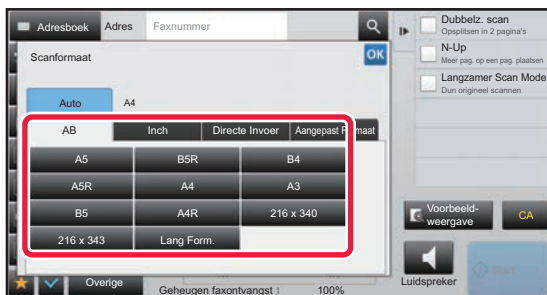 Adresboek
Adres
Faxnummer
Scanformaat
OK
Auto
A4
AB
Inch
Directe Invoer
Aangepast
A5
B5R
B4
A5R
A4
A3
B5
A4R
216 x 340
216 x 343
Lang Form.
Overige
Geheugen faxontvangst :
100%
Dubbelz. scan
Opsplitsen in 2 pagina's
N-Up
Meer pag. op een pag. plaatsen
Langzamer Scan Mode
Dun origineel scannen
Voorbeeld-
weergave
CA
Luidspreker
Start